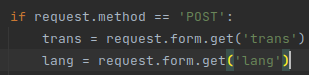 if request.method == 'POST':
    trans = request.form.get('trans')
    lang = request.form.get('lang')